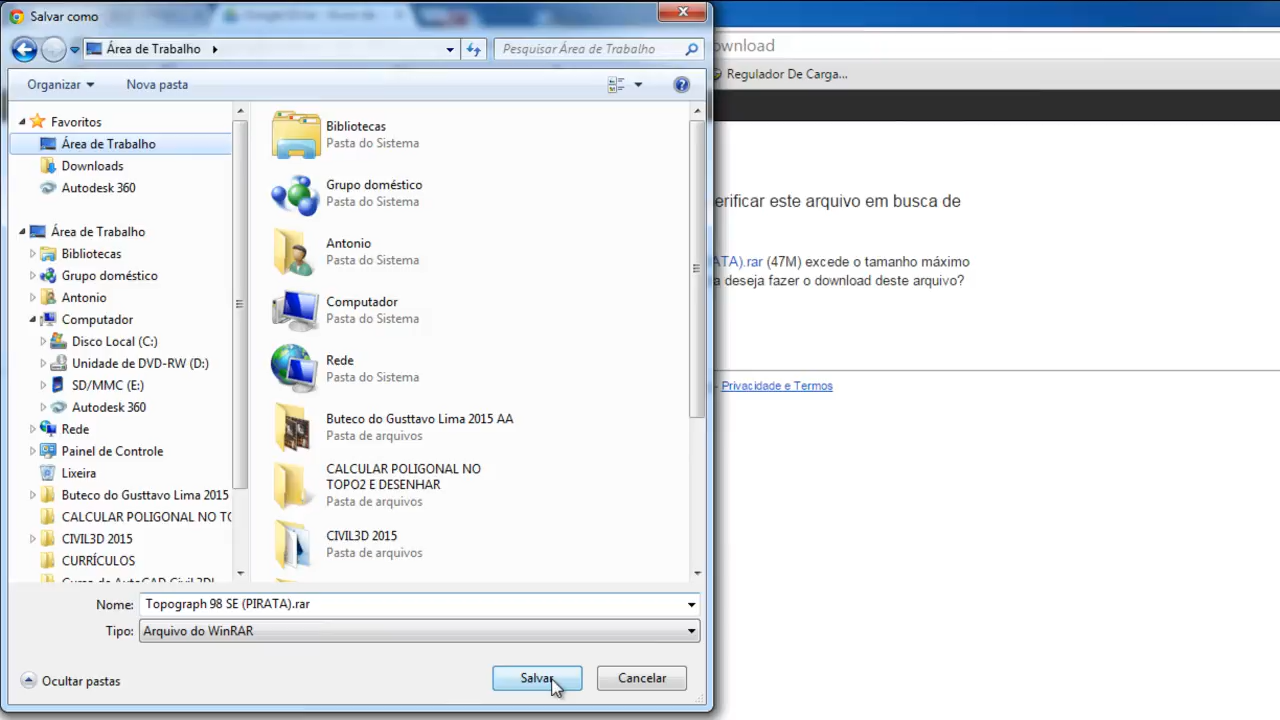 Salvar como
Área de Trabalho
Pesquisar Área de Trabalho
Organizar
Nova pasta
Favoritos
Área de Trabalho
Downloads
Autodesk 360
Área de Trabalho
Bibliotecas
Grupo doméstico
Antonio
Computador
Disco Local (C:)
Unidade de DVD-RW (D:)
SD/MMC (E:)
Autodesk 360
Rede
Painel de Controle
Lixeira
Buteco do Gusttavo Lima 2015
CALCULAR POLIGONAL NO TO
CIVIL3D 2015
CURRÍCULOS
Curso de AutoCAD Civil 3D
Bibliotecas
Pasta do Sistema
Grupo doméstico
Pasta do Sistema
Antonio
Pasta do Sistema
Computador
Pasta do Sistema
Rede
Pasta do Sistema
Buteco do Gusttavo Lima 2015 AA
Pasta de arquivos
CALCULAR POLIGONAL NO
TOPO2 E DESENHAR
Pasta de arquivos
CIVIL3D 2015
Pasta de arquivos
Nome: Topograph 98 SE (PIRATA).rar
Tipo: Arquivo do WinRAR
Ocultar pastas
Salvar
Cancelar
ownload
Regulador De Carga...
erificar este arquivo em busca de
ATA).rar (47M) excede o tamanho máximo
a deseja fazer o download deste arquivo?
- Privacidade e Termos